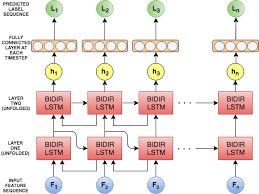 PREDICTED
LABEL
SEQUENCE
L1 L2 L3 Ln
FULLY
CONNECTED
LAYER AT
EACH
TIMESTEP
h1 h2 h3 hn
LAYER
TWO
(UNFOLDED)
BIDIR LSTM BIDIR LSTM BIDIR LSTM BIDIR LSTM
LAYER
ONE
(UNFOLDED)
BIDIR LSTM BIDIR LSTM BIDIR LSTM BIDIR LSTM
INPUT
FEATURE
SEQUENCE
F1 F2 F3 Fn